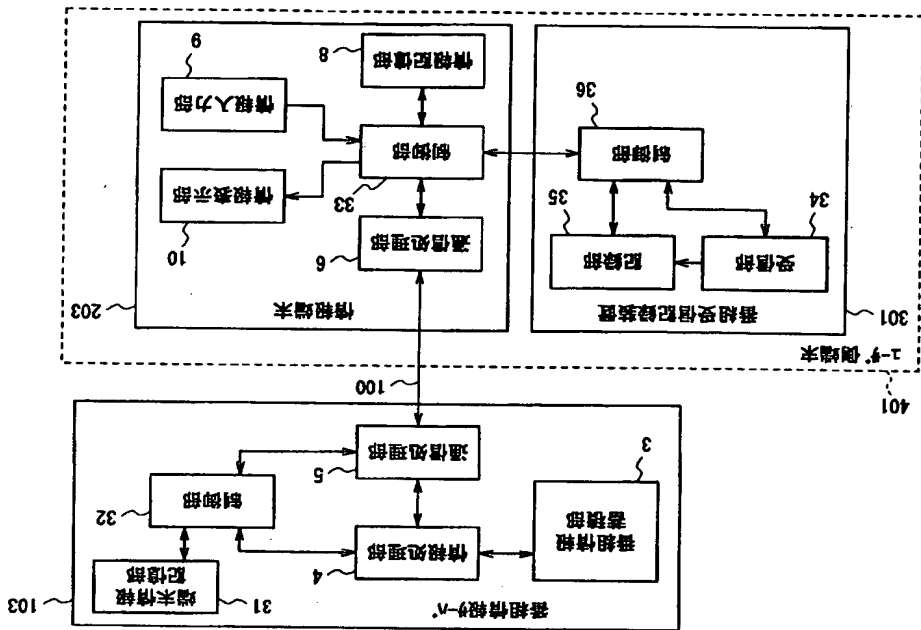 番組情報ｻｰﾊﾞ
103
31
端末情報
記憶部
4
情報処理部
番組情報
蓄積部
3
32
制御部
5
通信処理部
100
401
ﾕｰｻﾞ側端末
301
番組受信記録装置
情報端末
203
34
受信部
35
記録部
36
制御部
6
通信処理部
33
制御部
10
情報表示部
9
情報入力部
8
情報記憶部